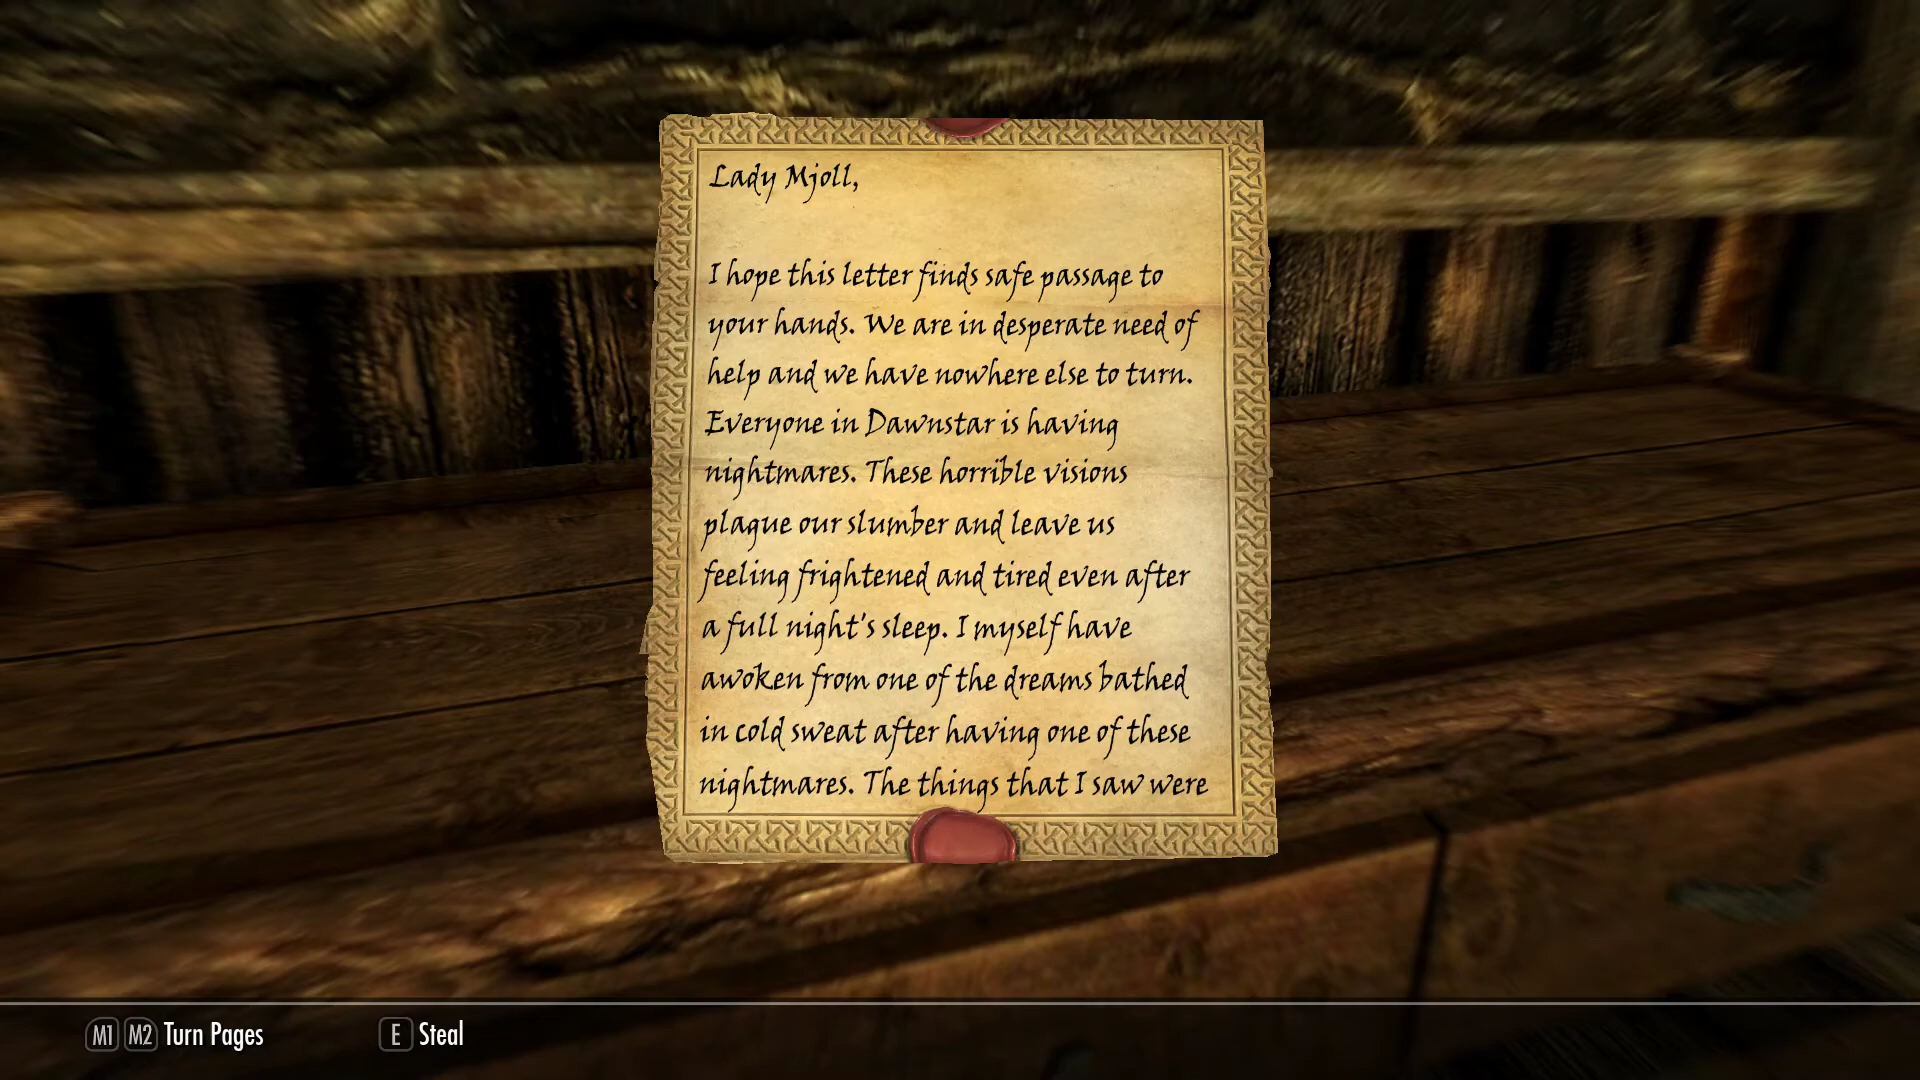 Lady Mjoll,
I hope this letter finds safe passage to
your hands. We are in desperate need of
help and we have nowhere else to turn.
Everyone in Dawnstar is having
nightmares. These horrible visions
plague our slumber and leave us
feeling frightened and tired even after
a full night's sleep. I myself have
awoken from one of the dreams bathed
in cold sweat after having one of these
nightmares. The things that I saw were
M1 M2 Turn Pages
E Steal